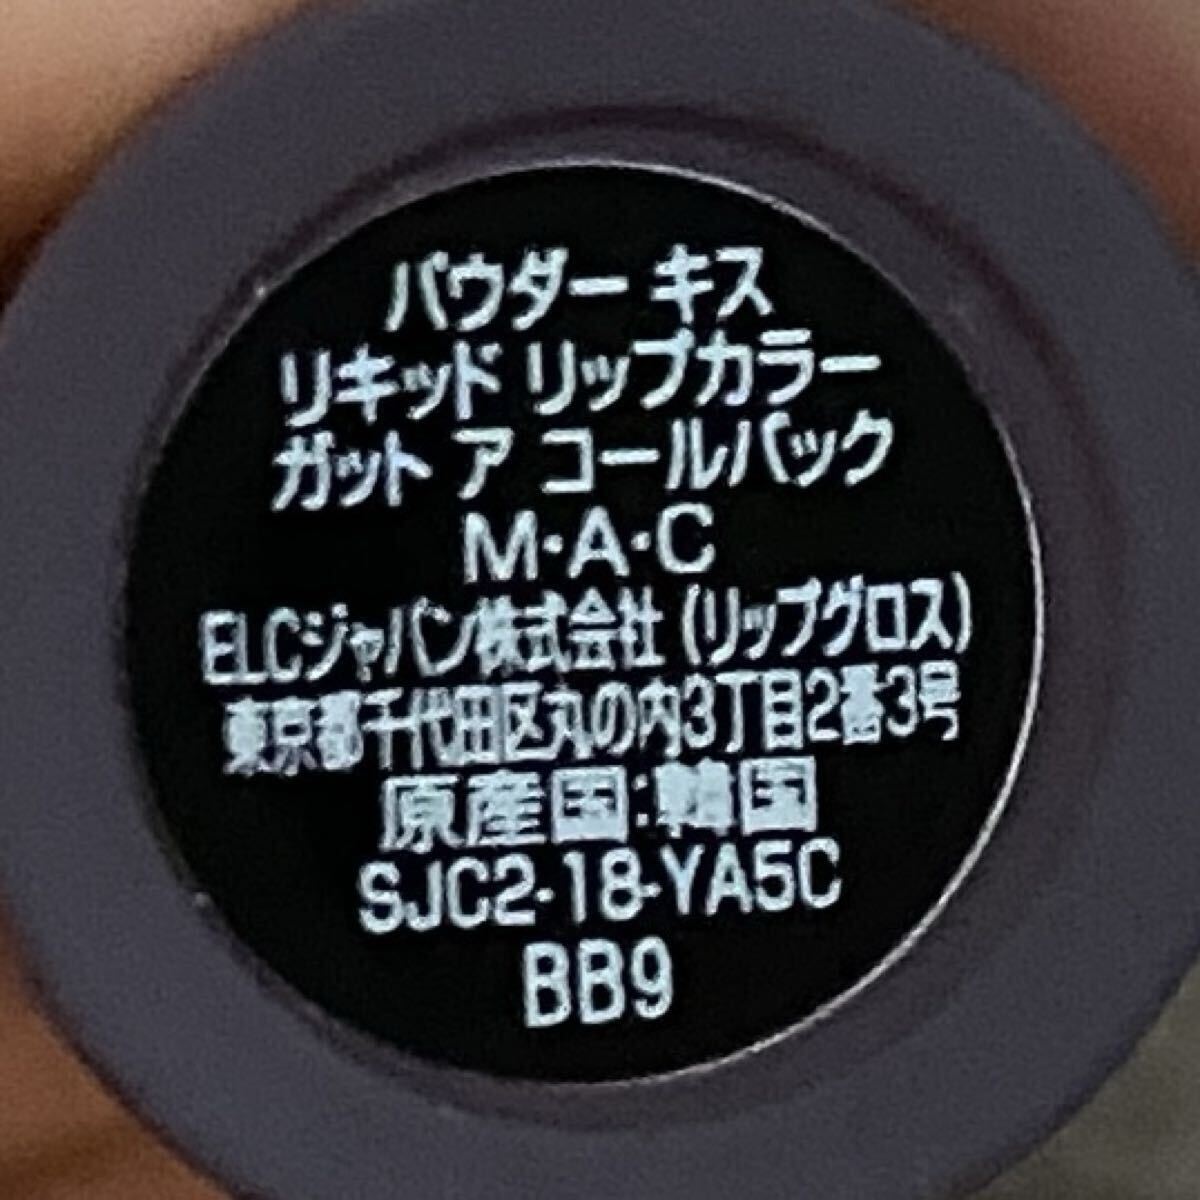 パウダー キス
リキッド リップカラー
ガット ア コールバック
M·A·C
ELCジャパン株式会社 (リップグロス)
東京都千代田区丸の内3丁目2番3号
原産国:韓国
SJC2-18-YA5C
BB9